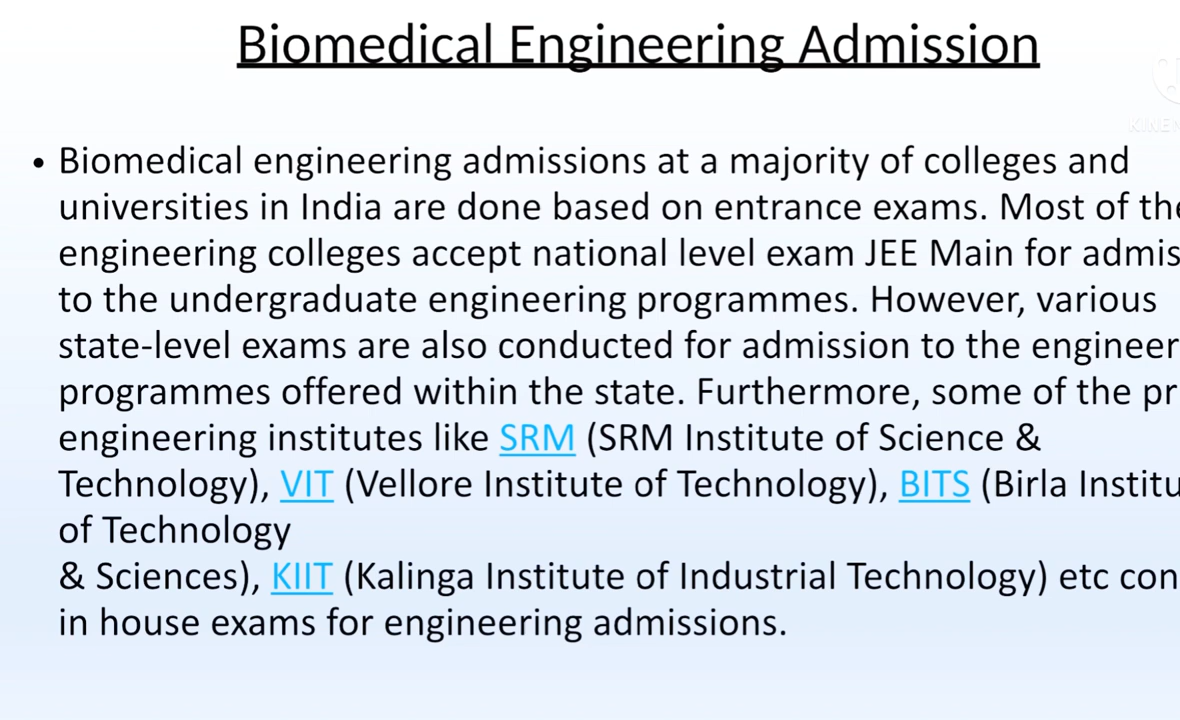 Biomedical Engineering Admission
• Biomedical engineering admissions at a majority of colleges and
universities in India are done based on entrance exams. Most of the
engineering colleges accept national level exam JEE Main for admis
to the undergraduate engineering programmes. However, various
state-level exams are also conducted for admission to the engineer
programmes offered within the state. Furthermore, some of the pr
engineering institutes like SRM (SRM Institute of Science &
Technology), VIT (Vellore Institute of Technology), BITS (Birla Institu
of Technology
& Sciences), KIIT (Kalinga Institute of Industrial Technology) etc con
in house exams for engineering admissions.